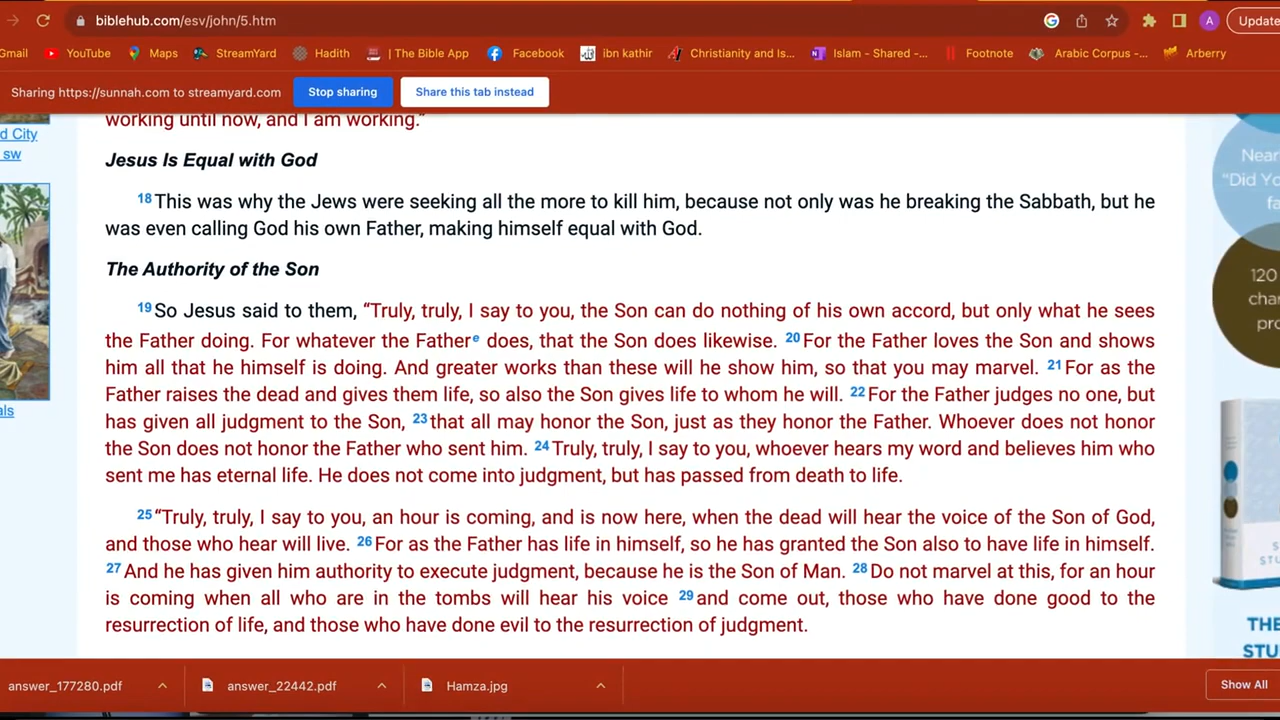 biblehub.com/esv/john/5.htm A Update
Gmail YouTube Maps StreamYard Hadith | The Bible App Facebook ibn kathir Christianity and Is... Islam - Shared -... Footnote Arabic Corpus -... Arberry
Sharing https://sunnah.com to streamyard.com Stop sharing Share this tab instead
working until now, and I am working.”
d City
sw
als
Jesus Is Equal with God
18 This was why the Jews were seeking all the more to kill him, because not only was he breaking the Sabbath, but he
was even calling God his own Father, making himself equal with God.
The Authority of the Son
19 So Jesus said to them, “Truly, truly, I say to you, the Son can do nothing of his own accord, but only what he sees
the Father doing. For whatever the Father e does, that the Son does likewise. 20 For the Father loves the Son and shows
him all that he himself is doing. And greater works than these will he show him, so that you may marvel. 21 For as the
Father raises the dead and gives them life, so also the Son gives life to whom he will. 22 For the Father judges no one, but
has given all judgment to the Son, 23 that all may honor the Son, just as they honor the Father. Whoever does not honor
the Son does not honor the Father who sent him. 24 Truly, truly, I say to you, whoever hears my word and believes him who
sent me has eternal life. He does not come into judgment, but has passed from death to life.
25 “Truly, truly, I say to you, an hour is coming, and is now here, when the dead will hear the voice of the Son of God,
and those who hear will live. 26 For as the Father has life in himself, so he has granted the Son also to have life in himself.
27 And he has given him authority to execute judgment, because he is the Son of Man. 28 Do not marvel at this, for an hour
is coming when all who are in the tombs will hear his voice 29 and come out, those who have done good to the
resurrection of life, and those who have done evil to the resurrection of judgment.
Near
"Did Yo
fa
120
cha
pro
THE
STU
answer_177280.pdf answer_22442.pdf Hamza.jpg Show All